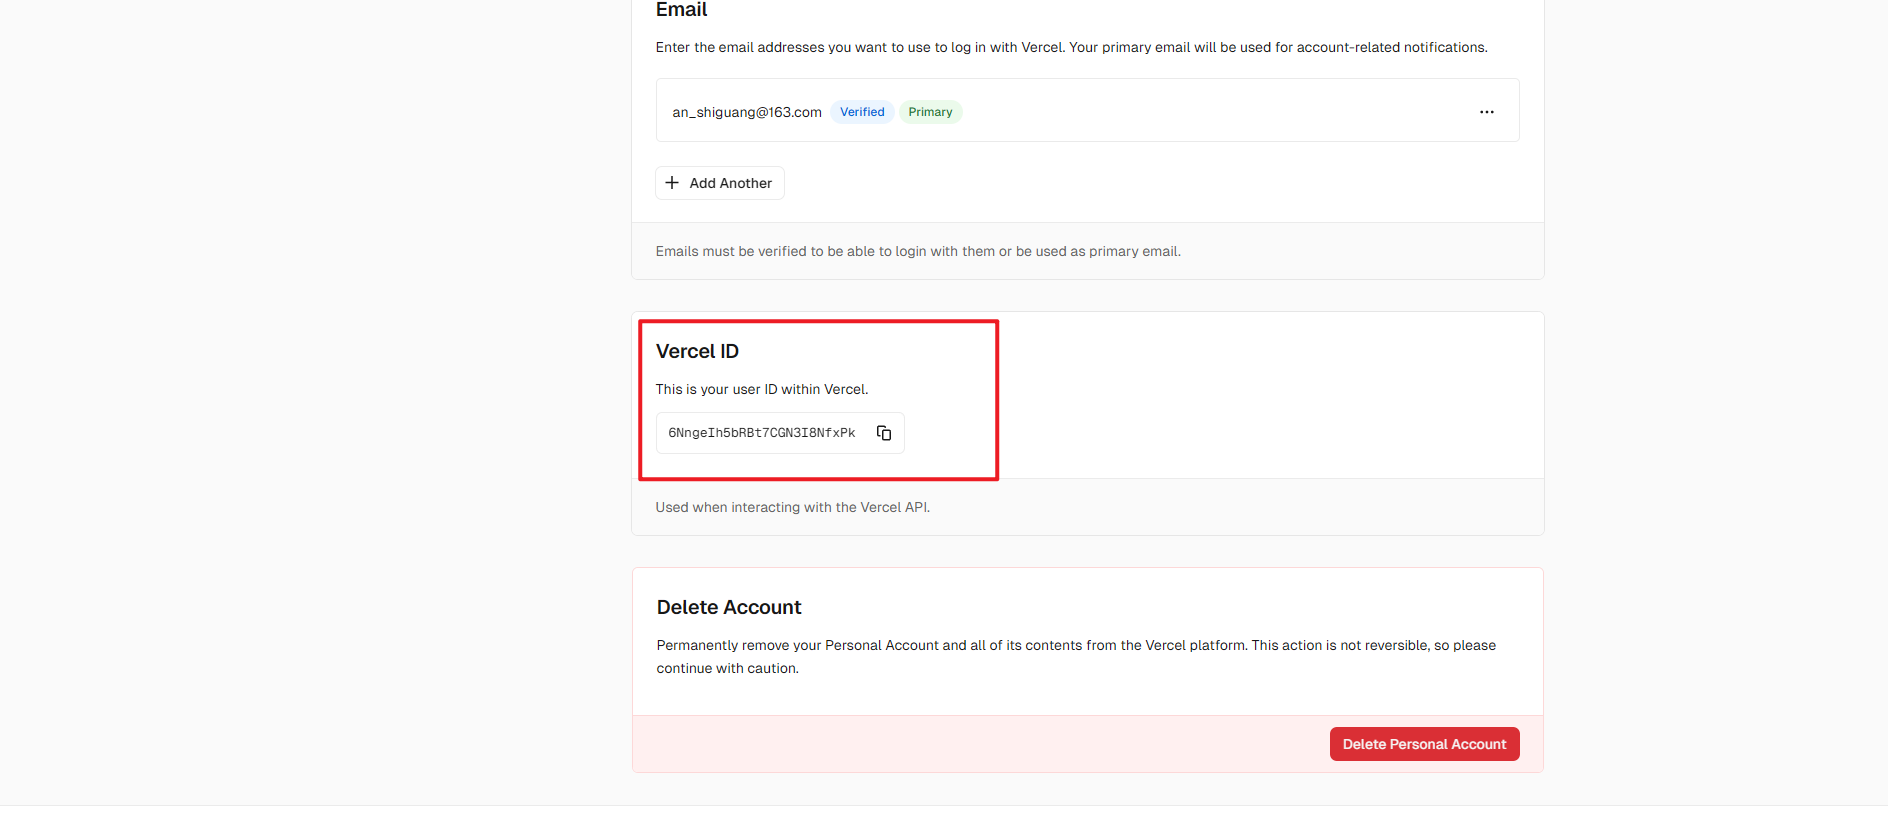 Email
Enter the email addresses you want to use to log in with Vercel. Your primary email will be used for account-related notifications.
an_shiguang@163.com Verified Primary
Add Another
Emails must be verified to be able to login with them or be used as primary email.
Vercel ID
This is your user ID within Vercel.
6NngeIh5bRBt7CGN3I8NfxPk
Used when interacting with the Vercel API.
Delete Account
Permanently remove your Personal Account and all of its contents from the Vercel platform. This action is not reversible, so please
continue with caution.
Delete Personal Account